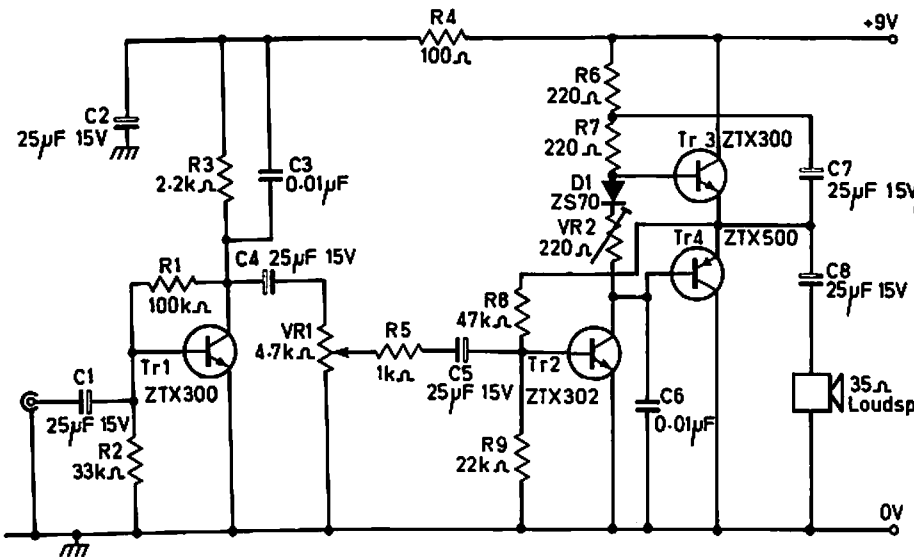 R4
100Ω
+9V
C2
25µF 15V
R3
2.2kΩ
C3
0.01µF
R6
220Ω
R7
220Ω
Tr 3
ZTX300
C7
25µF 15V
D1
ZS70
VR2
220Ω
Tr4
ZTX500
C8
25µF 15V
C4
25µF 15V
R1
100kΩ
VR1
4.7kΩ
R5
1kΩ
C5
25µF 15V
R8
47kΩ
Tr1
ZTX300
Tr2
ZTX302
C6
0.01µF
35Ω
Loudsp
C1
25µF 15V
R2
33kΩ
R9
22kΩ
0V